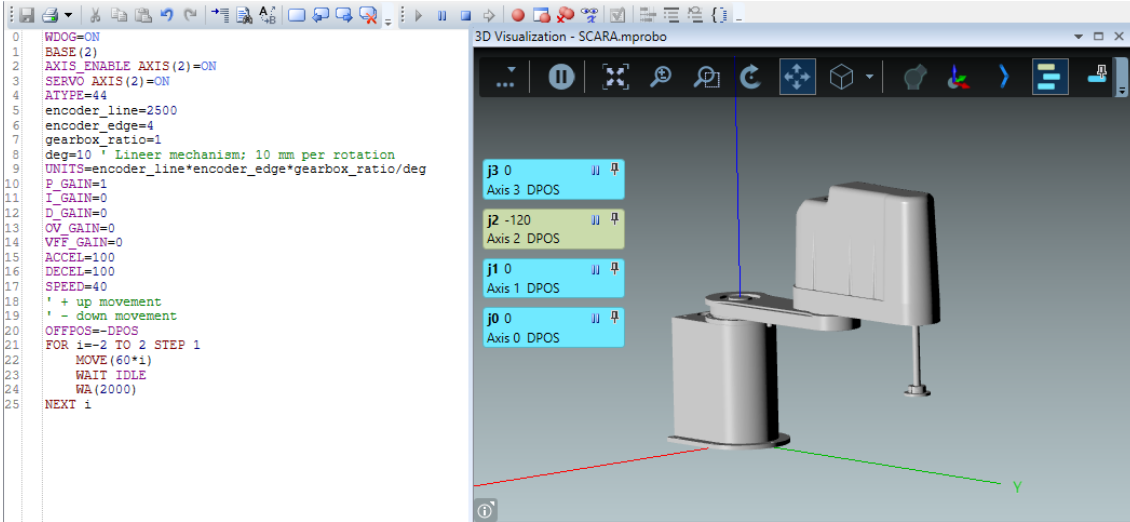 0 WDOG=ON
1 BASE(2)
2 AXIS_ENABLE AXIS(2)=ON
3 SERVO AXIS(2)=ON
4 ATYPE=44
5 encoder_line=2500
6 encoder_edge=4
7 gearbox_ratio=1
8 deg=10 ' Lineer mechanism; 10 mm per rotation
9 UNITS=encoder_line*encoder_edge*gearbox_ratio/deg
10 P_GAIN=1
11 I_GAIN=0
12 D_GAIN=0
13 OV_GAIN=0
14 VFF_GAIN=0
15 ACCEL=100
16 DECEL=100
17 SPEED=40
18 ' + up movement
19 ' - down movement
20 OFFPOS=-DPOS
21 FOR i=-2 TO 2 STEP 1
22 MOVE(60*i)
23 WAIT IDLE
24 WA(2000)
25 NEXT i
3D Visualization - SCARA.mprobo
j3 0
Axis 3 DPOS
j2 -120
Axis 2 DPOS
j1 0
Axis 1 DPOS
j0 0
Axis 0 DPOS
Y